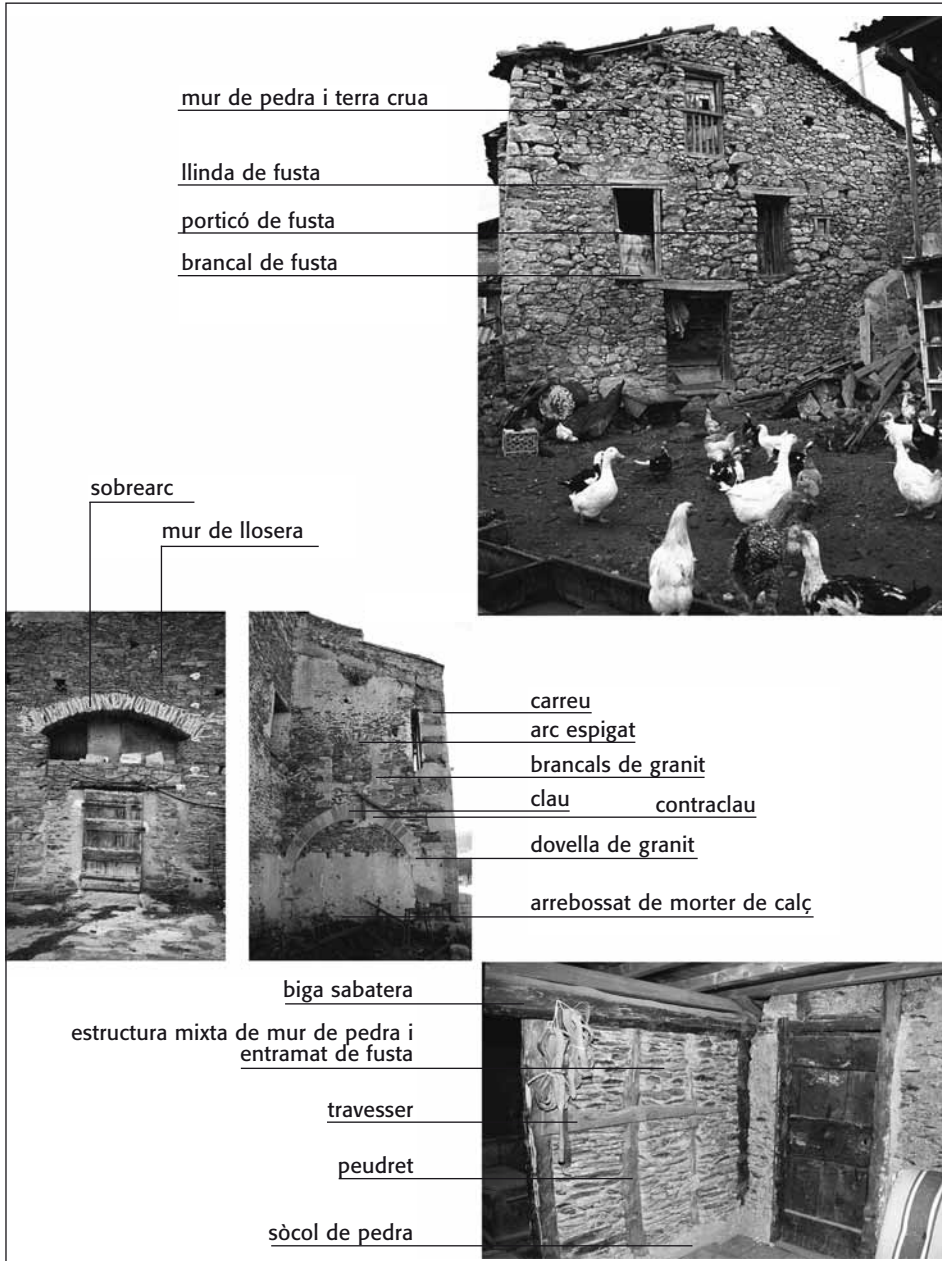 mur de pedra i terra crua
llinda de fusta
porticó de fusta
brancal de fusta
sobrearc
mur de llosera
carreu
arc espigat
brancals de granit
clau
contraclau
dovella de granit
arrebossat de morter de calç
biga sabatera
estructura mixta de mur de pedra i
entramat de fusta
travesser
peudret
sòcol de pedra